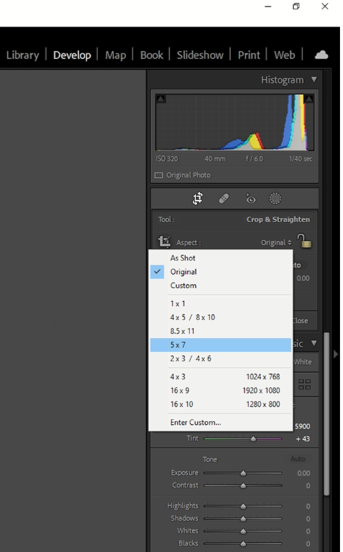 Library | Develop | Map | Book | Slideshow | Print | Web |
Histogram
ISO 320 40 mm f / 6.0 1/40 sec
Original Photo
Tool : Crop & Straighten
Aspect : Original
As Shot
Original
Custom
0.00
1 x 1
4 x 5 / 8 x 10
8.5 x 11
Close
5 x 7
2 x 3 / 4 x 6
White
4 x 3 1024 x 768
16 x 9 1920 x 1080
16 x 10 1280 x 800
Enter Custom...
5900
Tint + 43
Tone Auto
Exposure 0.00
Contrast 0
Highlights 0
Shadows 0
Whites 0
Blacks 0